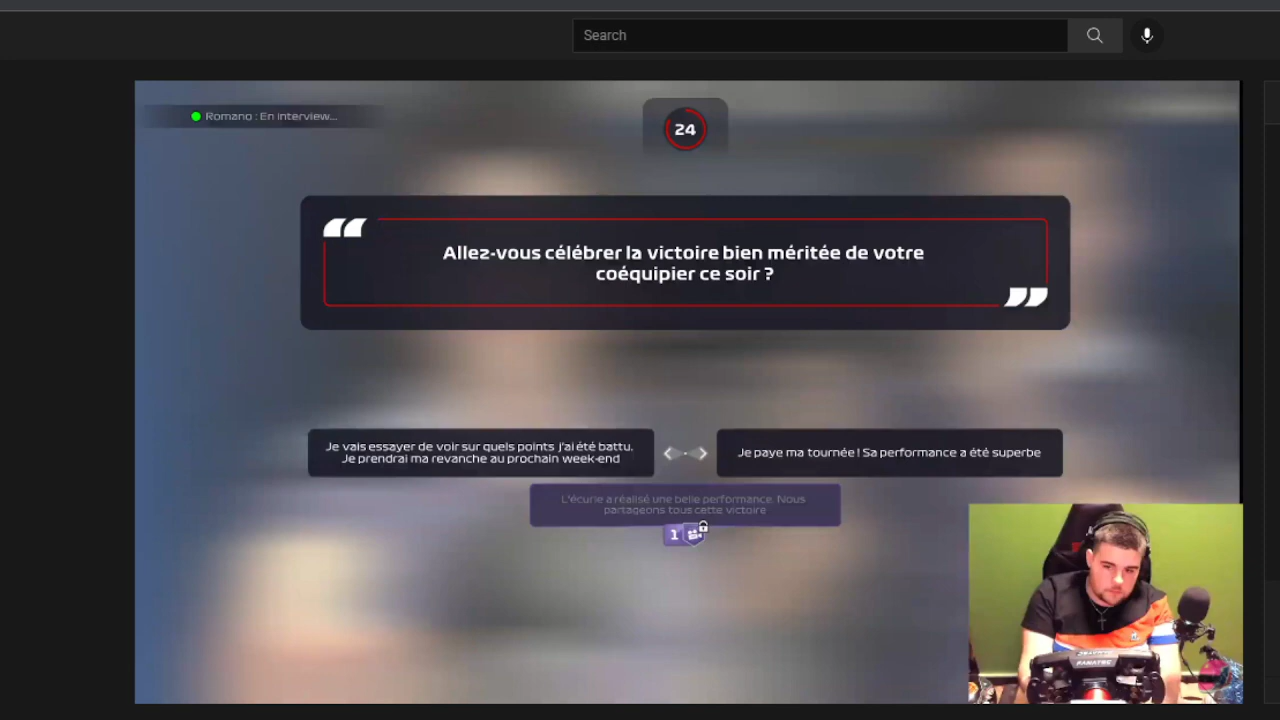 Search
Romano : En interview...
24
Allez-vous célébrer la victoire bien méritée de votre
coéquipier ce soir ?
Je vais essayer de voir sur quels points j'ai été battu.
Je prendrai ma revanche au prochain week-end
Je paye ma tournée ! Sa performance a été superbe
L'écurie a réalisé une belle performance. Nous
partageons tous cette victoire
1
FANATEC